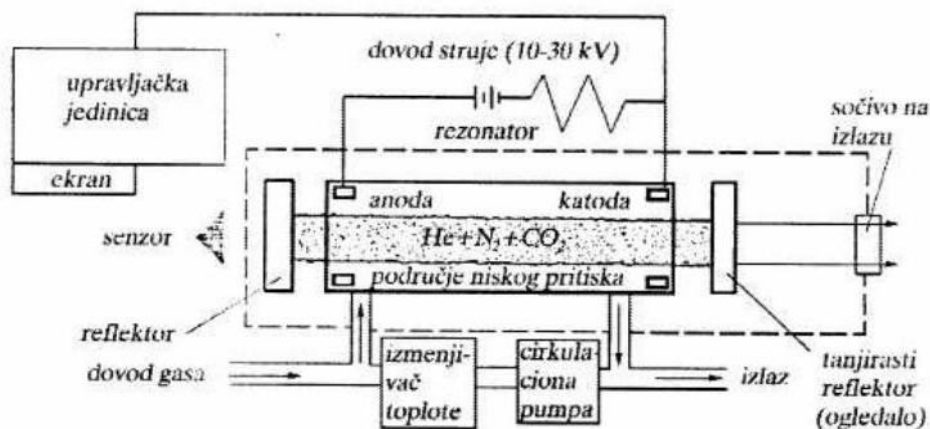 dovod struje (10-30 kV)
upravljačka
jedinica
rezonator
sočivo na
izlazu
ekran
anoda
katoda
senzor
He+N₂+CO₂
područje niskog pritiska
reflektor
dovod gasa
izmenji-
vač
toplote
cirkula-
ciona
pumpa
izlaz
tanjirasti
reflektor
(ogledalo)